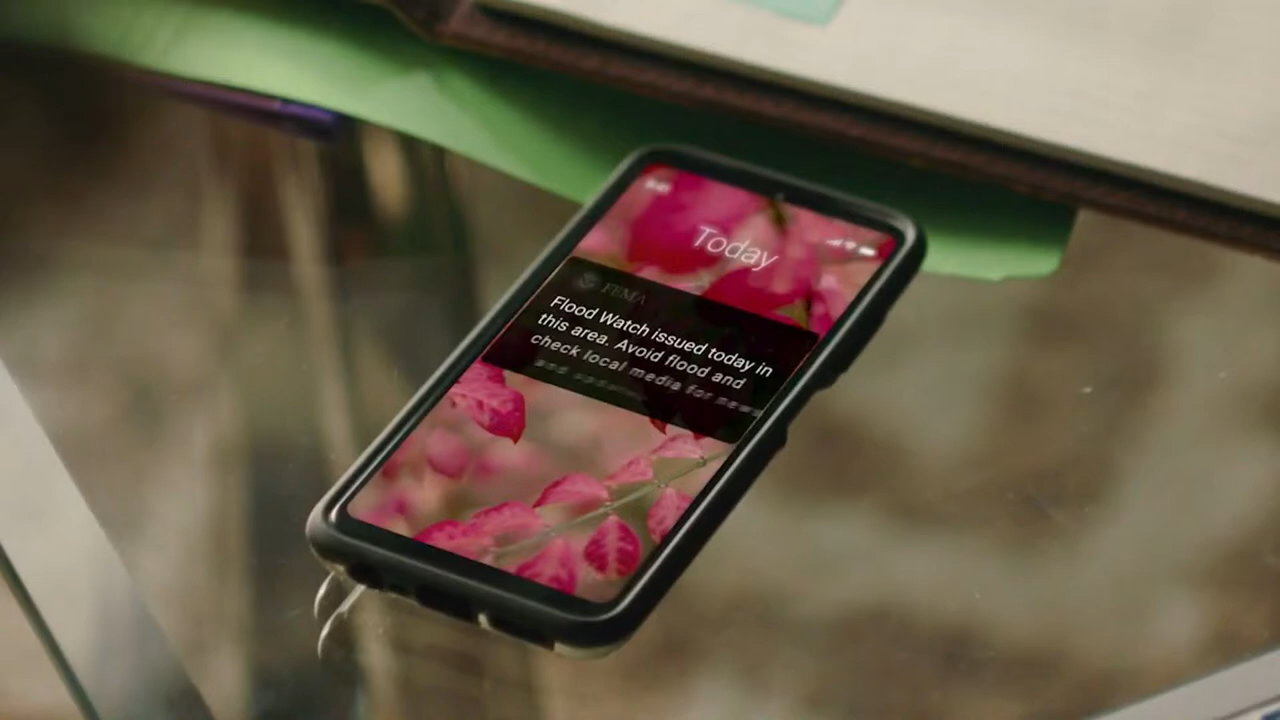 Today
FEMA
Flood Watch issued today in
this area. Avoid flood and
check local media for news